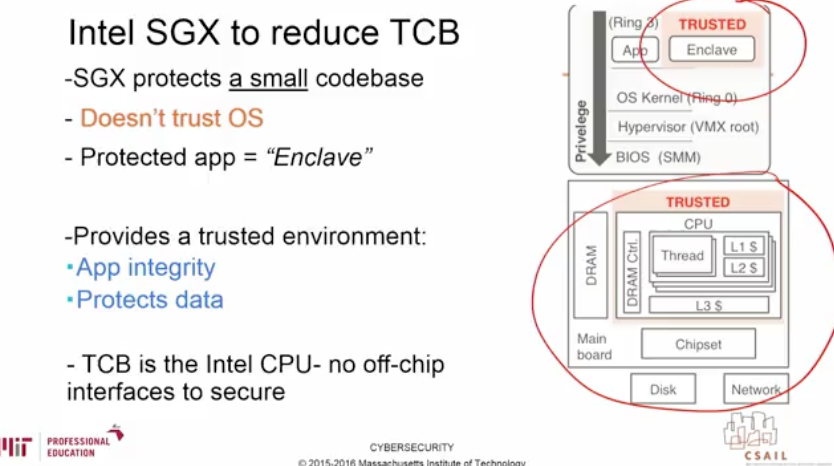 Intel SGX to reduce TCB
-SGX protects a small codebase
- Doesn't trust OS
- Protected app = "Enclave"
-Provides a trusted environment:
•App integrity
•Protects data
- TCB is the Intel CPU- no off-chip
interfaces to secure
(Ring 3)
TRUSTED
App
Enclave
OS Kernel (Ring 0)
Hypervisor (VMX root)
BIOS (SMM)
Privelege
TRUSTED
CPU
DRAM
DRAM Ctrl.
Thread
L1 $
L2 $
L3 $
Main
board
Chipset
Disk
Network
MIT
PROFESSIONAL
EDUCATION
CYBERSECURITY
© 2015-2016 Massachusetts Institute of Technology
CSAIL